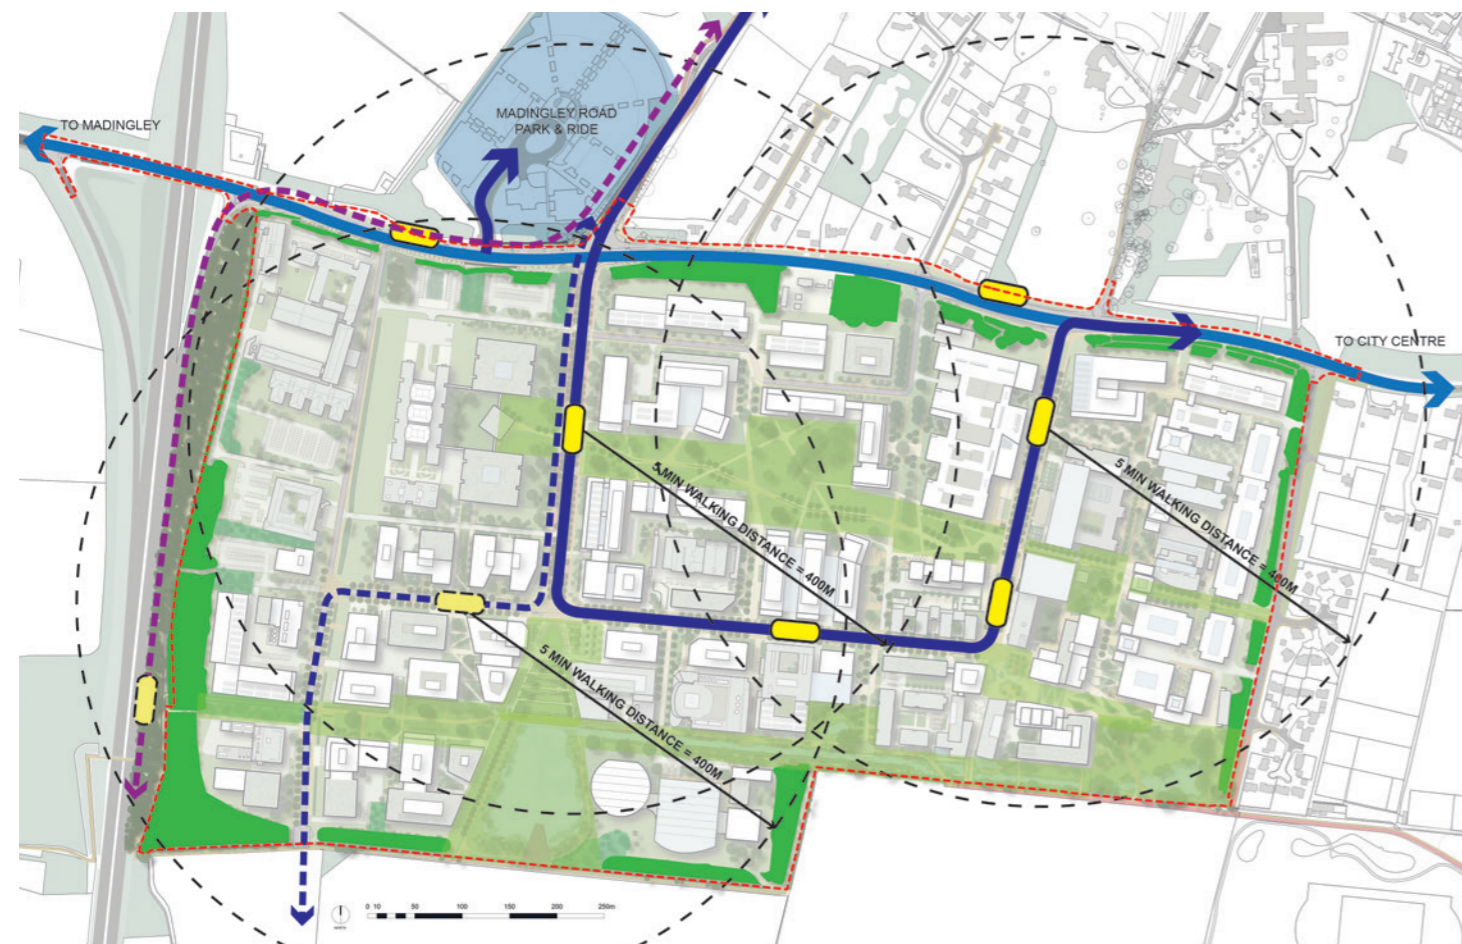 TO MADINGLEY
MADINGLEY ROAD
PARK & RIDE
TO CITY CENTRE
5 MIN WALKING DISTANCE = 400M
5 MIN WALKING DISTANCE = 400M
5 MIN WALKING DISTANCE = 400M
NORTH
0 10 50 100 150 200 250m